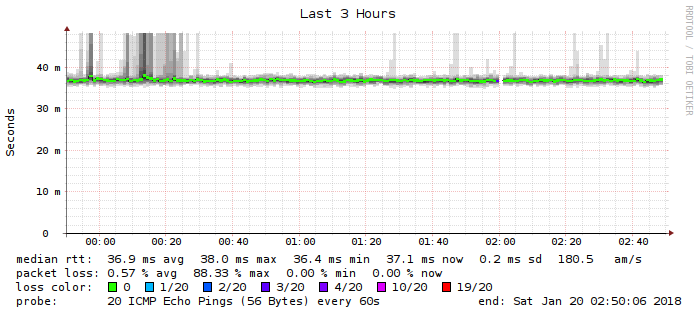 Last 3 Hours
RRDTOOL / TOBI OETIKER
Seconds
40 m
30 m
20 m
10 m
0
00:00 00:20 00:40 01:00 01:20 01:40 02:00 02:20 02:40
median rtt: 36.9 ms avg 38.0 ms max 36.4 ms min 37.1 ms now 0.2 ms sd 180.5 am/s
packet loss: 0.57 % avg 88.33 % max 0.00 % min 0.00 % now
loss color: 0 1/20 2/20 3/20 4/20 10/20 19/20
probe: 20 ICMP Echo Pings (56 Bytes) every 60s end: Sat Jan 20 02:50:06 2018